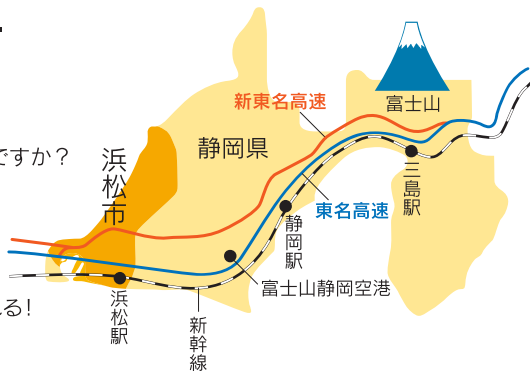 新東名高速
富士山
ですか？
浜松市
静岡県
三島駅
東名高速
静岡駅
富士山静岡空港
浜松駅
る!
新幹線